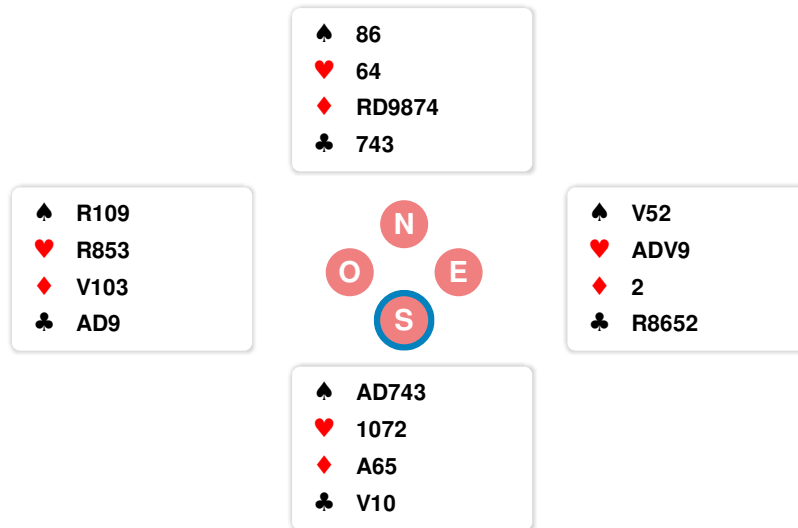 ♠ 86
♥ 64
♦ RD9874
♣ 743
♠ R109
♥ R853
♦ V103
♣ AD9
N
O E
S
♠ V52
♥ ADV9
♦ 2
♣ R8652
♠ AD743
♥ 1072
♦ A65
♣ V10